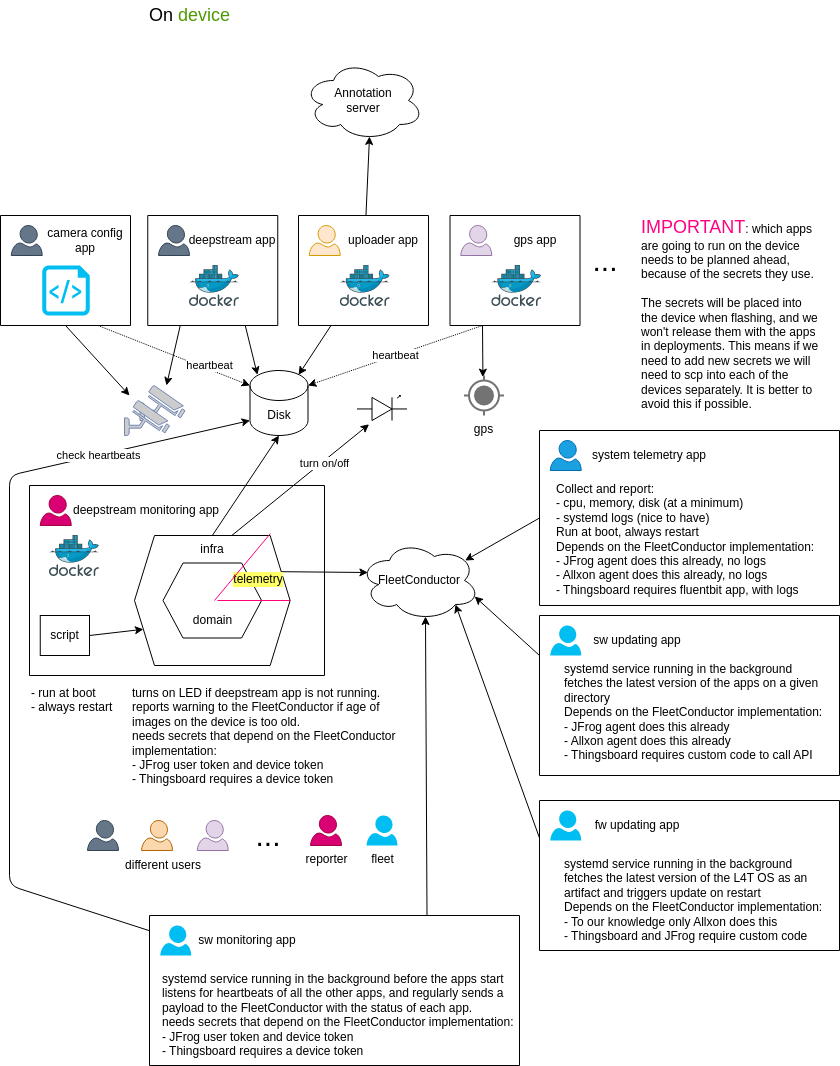 On device
Annotation
server
camera config
app
deepstream app
docker
uploader app
docker
gps app
docker
...
IMPORTANT: which apps
are going to run on the device
needs to be planned ahead,
because of the secrets they use.
The secrets will be placed into
the device when flashing, and we
won't release them with the apps
in deployments. This means if we
need to add new secrets we will
need to scp into each of the
devices separately. It is better to
avoid this if possible.
heartbeat
heartbeat
Disk
gps
check heartbeats
turn on/off
deepstream monitoring app
docker
infra
telemetry
domain
script
FleetConductor
- run at boot
- always restart
turns on LED if deepstream app is not running.
reports warning to the FleetConductor if age of
images on the device is too old.
needs secrets that depend on the FleetConductor
implementation:
- JFrog user token and device token
- Thingsboard requires a device token
system telemetry app
Collect and report:
- cpu, memory, disk (at a minimum)
- systemd logs (nice to have)
Run at boot, always restart
Depends on the FleetConductor implementation:
- JFrog agent does this already, no logs
- Allxon agent does this already, no logs
- Thingsboard requires fluentbit app, with logs
sw updating app
systemd service running in the background
fetches the latest version of the apps on a given
directory
Depends on the FleetConductor implementation:
- JFrog agent does this already
- Allxon agent does this already
- Thingsboard requires custom code to call API
fw updating app
systemd service running in the background
fetches the latest version of the L4T OS as an
artifact and triggers update on restart
Depends on the FleetConductor implementation:
- To our knowledge only Allxon does this
- Thingsboard and JFrog require custom code
different users
...
reporter
fleet
sw monitoring app
systemd service running in the background before the apps start
listens for heartbeats of all the other apps, and regularly sends a
payload to the FleetConductor with the status of each app.
needs secrets that depend on the FleetConductor implementation:
- JFrog user token and device token
- Thingsboard requires a device token